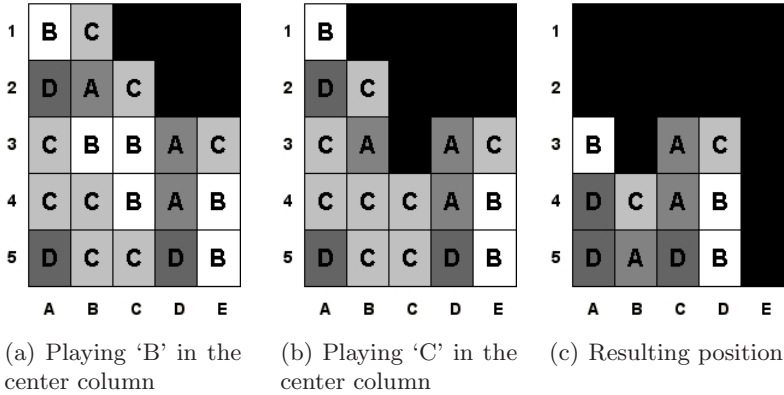 1 B C
2 D A C
3 C B B A C
4 C C B A B
5 D C C D B
A B C D E
(a) Playing ‘B’ in the
center column
1 B
2 D C
3 C A A C
4 C C C A B
5 D C C D B
A B C D E
(b) Playing ‘C’ in the
center column
1
2
3 B A C
4 D C A B
5 D A D B
A B C D E
(c) Resulting position